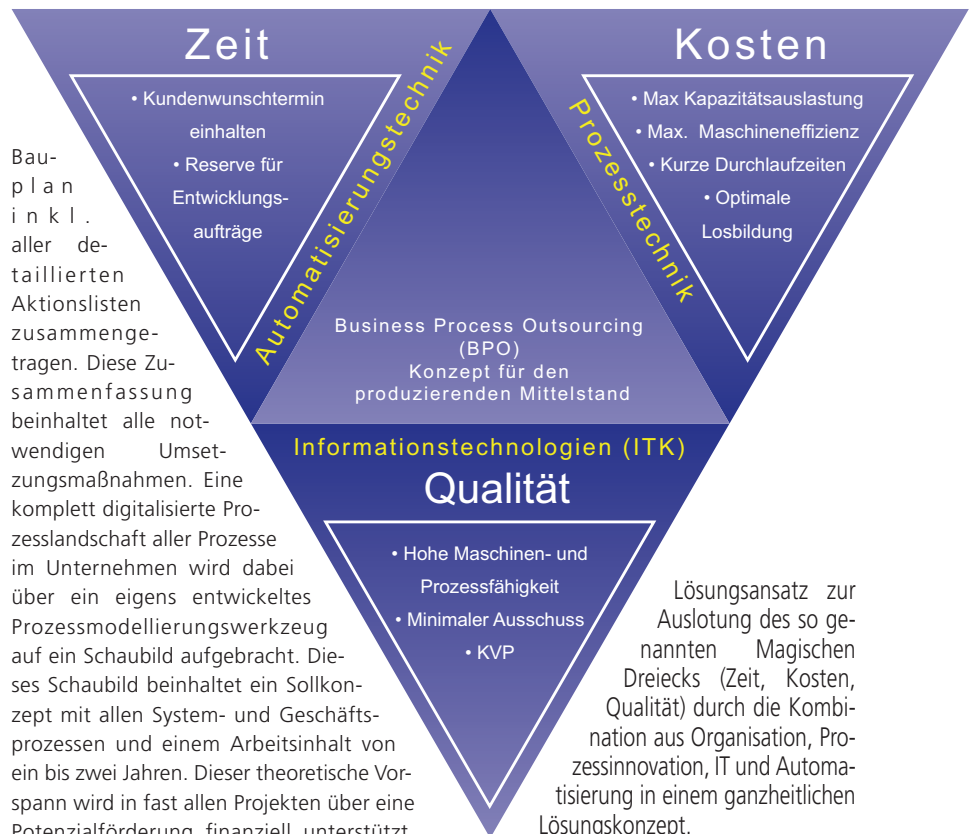 Zeit
• Kundenwunschtermin
einhalten
• Reserve für
Entwicklungs-
aufträge
Automatisierungstechnik
Kosten
• Max Kapazitätsauslastung
• Max. Maschineneffizienz
• Kurze Durchlaufzeiten
• Optimale
Losbildung
Prozesstechnik
Business Process Outsourcing
(BPO)
Konzept für den
produzierenden Mittelstand
Informationstechnologien (ITK)
Qualität
• Hohe Maschinen- und
Prozessfähigkeit
• Minimaler Ausschuss
• KVP
Bau-
plan
inkl.
aller de-
taillierten
Aktionslisten
zusammenge-
tragen. Diese Zu-
sammenfassung
beinhaltet alle not-
wendigen Umset-
zungsmaßnahmen. Eine
komplett digitalisierte Pro-
zesslandschaft aller Prozesse
im Unternehmen wird dabei
über ein eigens entwickeltes
Prozessmodellierungswerkzeug
auf ein Schaubild aufgebracht. Die-
ses Schaubild beinhaltet ein Sollkon-
zept mit allen System- und Geschäfts-
prozessen und einem Arbeitsinhalt von
ein bis zwei Jahren. Dieser theoretische Vor-
spann wird in fast allen Projekten über eine
Potenzialförderung finanziell unterstützt
Lösungsansatz zur
Auslotung des so ge-
nannten Magischen
Dreiecks (Zeit, Kosten,
Qualität) durch die Kombi-
nation aus Organisation, Pro-
zessinnovation, IT und Automa-
tisierung in einem ganzheitlichen
Lösungskonzept.